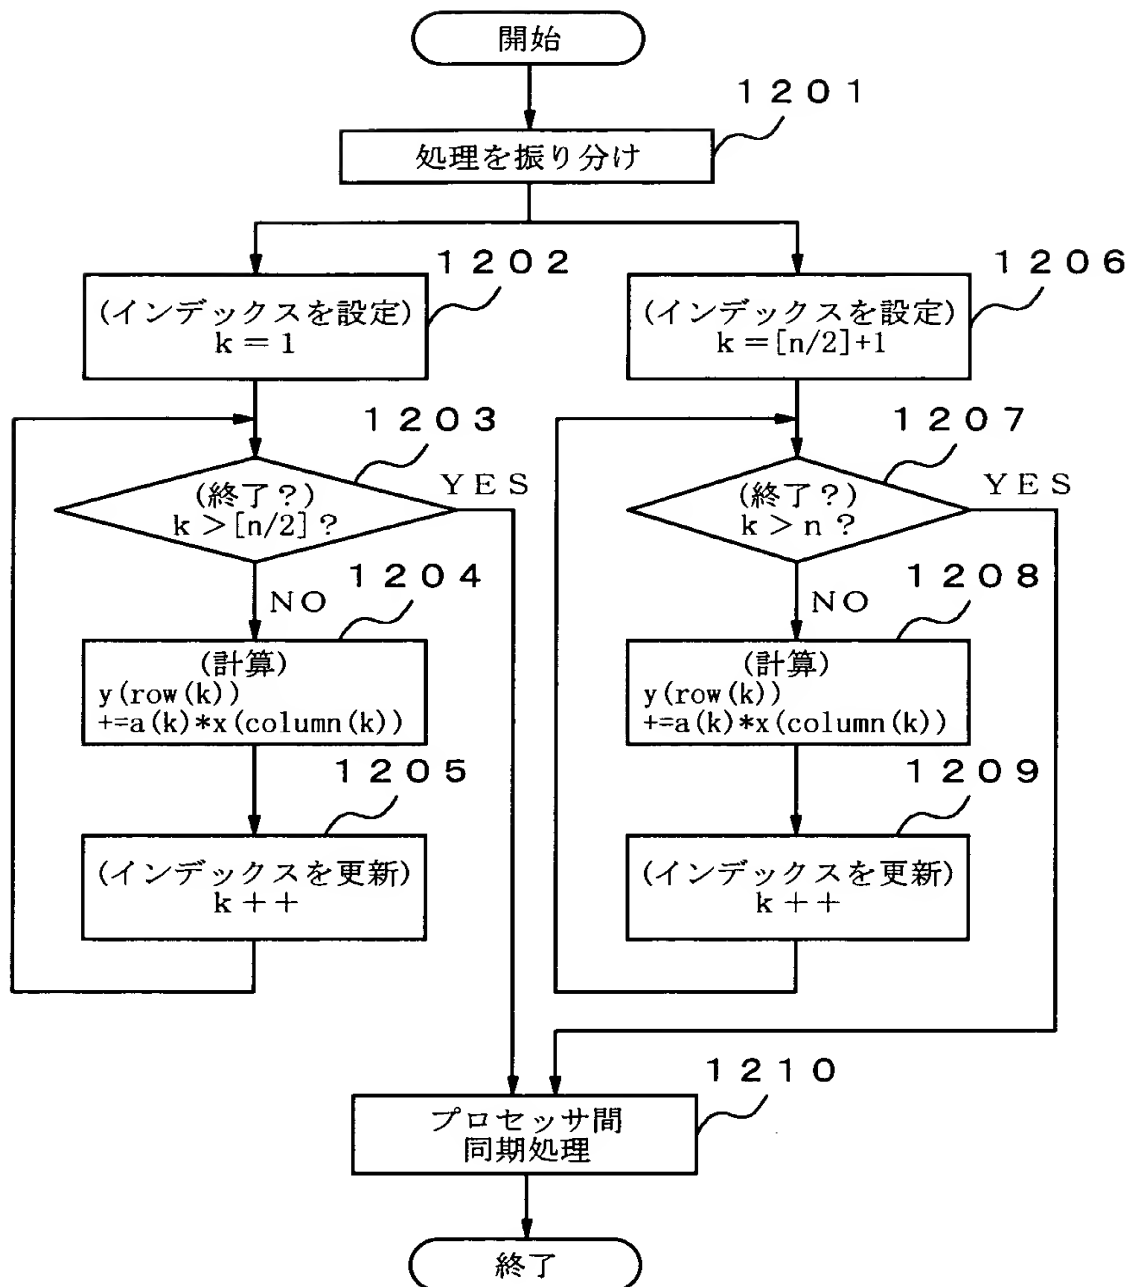 開始
1201
処理を振り分け
1202
(インデックスを設定)
k=1
1203
(終了?)
k>[n/2]?
YES
NO
1204
(計算)
y(row(k))
+=a(k)*x(column(k))
1205
(インデックスを更新)
k++
1206
(インデックスを設定)
k=[n/2]+1
1207
(終了?)
k>n?
YES
NO
1208
(計算)
y(row(k))
+=a(k)*x(column(k))
1209
(インデックスを更新)
k++
1210
プロセッサ間
同期処理
終了